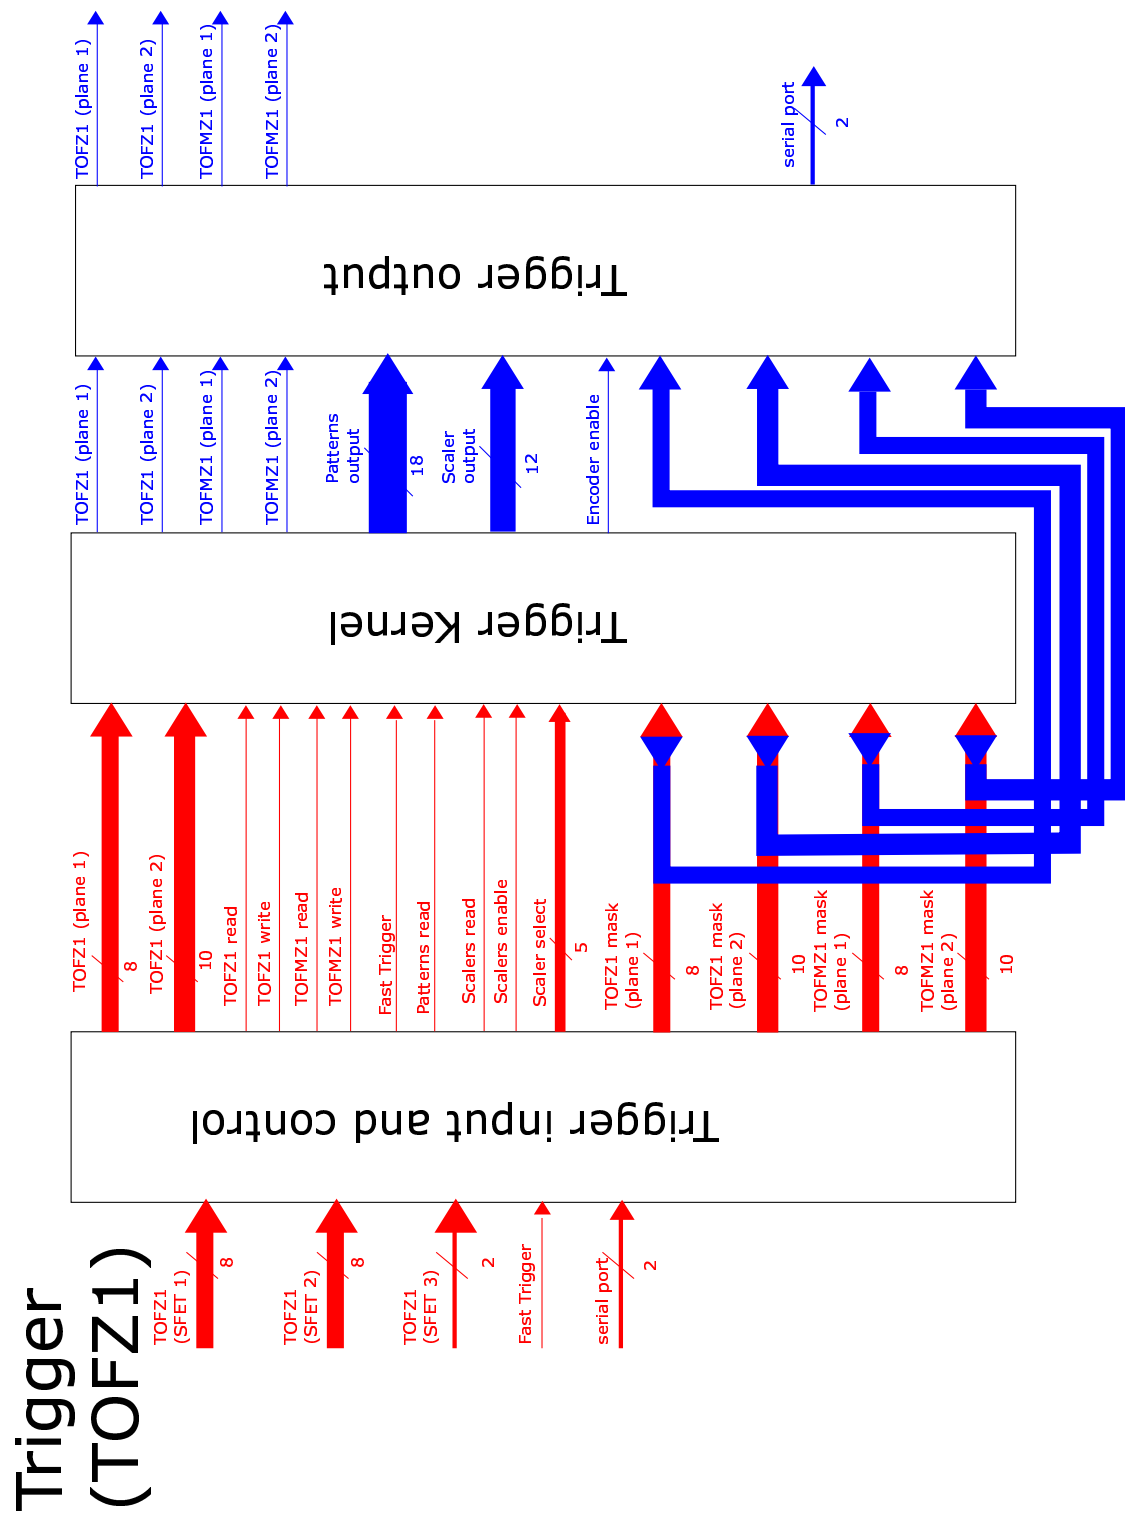 Trigger
(TOFZ1)
TOFZ1
(SFET 1)
8
TOFZ1
(SFET 2)
8
TOFZ1
(SFET 3)
2
Fast Trigger
serial port
2
Trigger input and control
TOFZ1 (plane 1)
8
TOFZ1 (plane 2)
10
TOFZ1 read
TOFZ1 write
TOFMZ1 read
TOFMZ1 write
Fast Trigger
Patterns read
Scalers read
Scalers enable
Scaler select
5
TOFZ1 mask
(plane 1)
8
TOFZ1 mask
(plane 2)
10
TOFMZ1 mask
(plane 1)
8
TOFMZ1 mask
(plane 2)
10
Trigger Kernel
TOFZ1 (plane 1)
TOFZ1 (plane 2)
TOFMZ1 (plane 1)
TOFMZ1 (plane 2)
Patterns
output
18
Scaler
output
12
Encoder enable
Trigger output
TOFZ1 (plane 1)
TOFZ1 (plane 2)
TOFMZ1 (plane 1)
TOFMZ1 (plane 2)
serial port
2